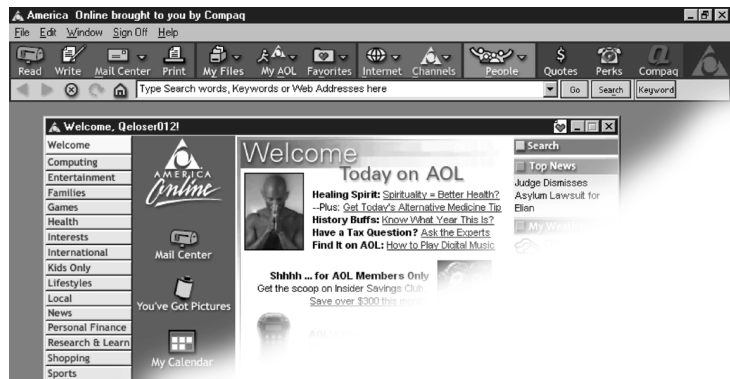 America Online brought to you by Compaq
File Edit Window Sign Off Help
Read Write Mail Center Print My Files My AOL Favorites Internet Channels People Quotes Perks Compaq
Type Search words, Keywords or Web Addresses here Go Search Keyword
Welcome, Qeloser012!
Welcome
Computing
Entertainment
Families
Games
Health
Interests
International
Kids Only
Lifestyles
Local
News
Personal Finance
Research & Learn
Shopping
Sports
AMERICA
Online
Mail Center
You've Got Pictures
My Calendar
Welcome
Today on AOL
Healing Spirit: Spirituality = Better Health?
--Plus: Get Today's Alternative Medicine Tip
History Buffs: Know What Year This Is?
Have a Tax Question? Ask the Experts
Find It on AOL: How to Play Digital Music
Shhhh ... for AOL Members Only
Get the scoop on Insider Savings Club
Save over $300 this
Search
Top News
Judge Dismisses
Asylum Lawsuit for
Elian
My